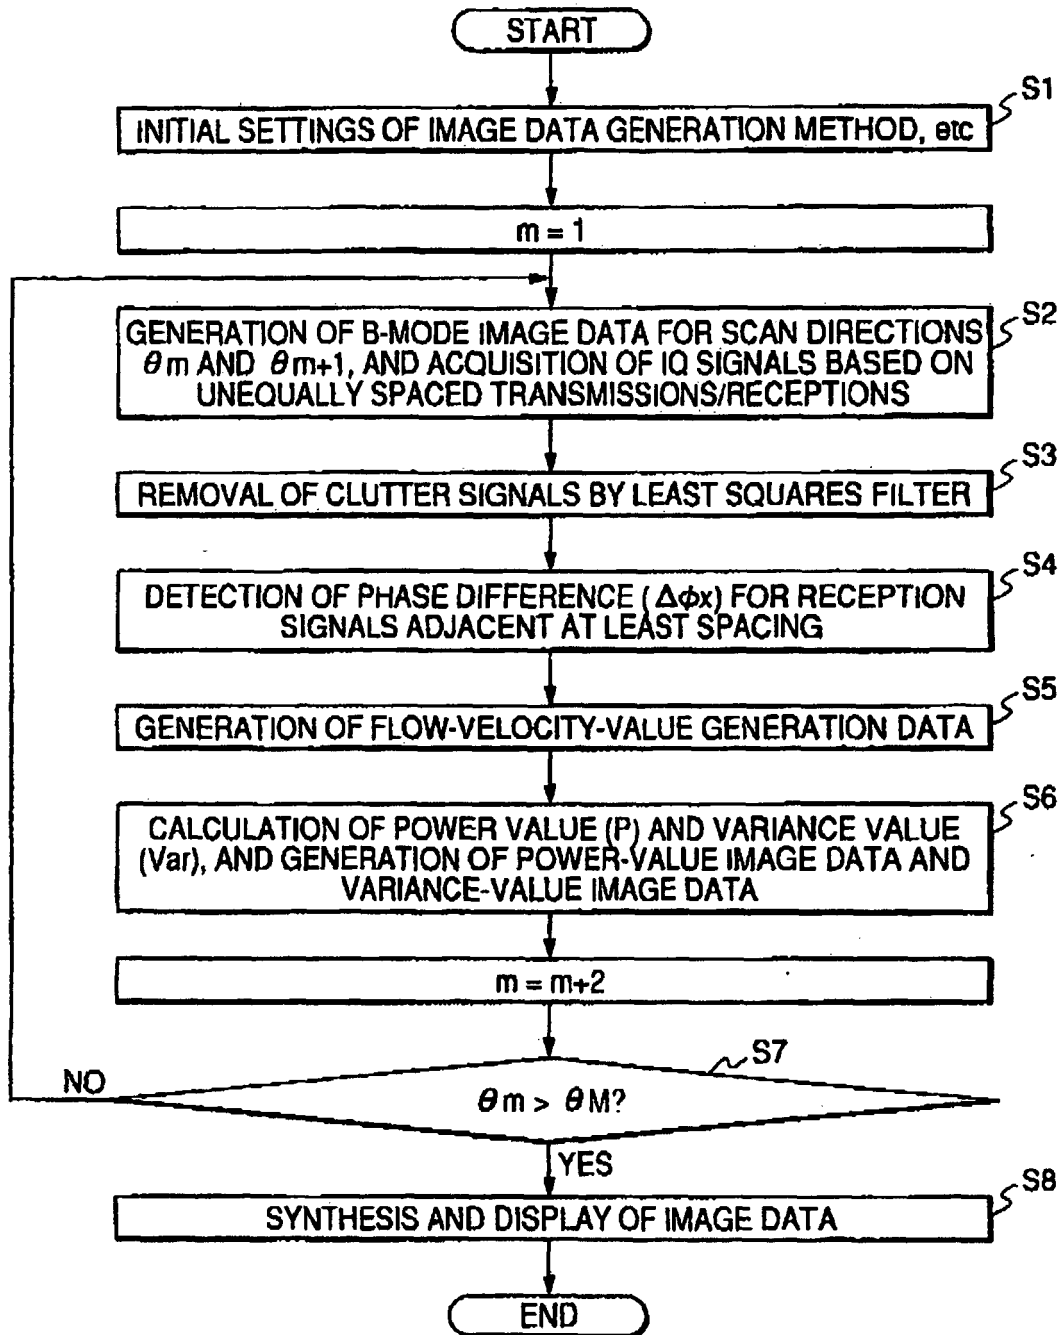 START
S1
INITIAL SETTINGS OF IMAGE DATA GENERATION METHOD, etc
m = 1
S2
GENERATION OF B-MODE IMAGE DATA FOR SCAN DIRECTIONS
θm AND θm+1, AND ACQUISITION OF IQ SIGNALS BASED ON
UNEQUALLY SPACED TRANSMISSIONS/RECEPTIONS
S3
REMOVAL OF CLUTTER SIGNALS BY LEAST SQUARES FILTER
S4
DETECTION OF PHASE DIFFERENCE (Δϕx) FOR RECEPTION
SIGNALS ADJACENT AT LEAST SPACING
S5
GENERATION OF FLOW-VELOCITY-VALUE GENERATION DATA
S6
CALCULATION OF POWER VALUE (P) AND VARIANCE VALUE
(Var), AND GENERATION OF POWER-VALUE IMAGE DATA AND
VARIANCE-VALUE IMAGE DATA
m = m+2
S7
NO
θm > θM?
YES
S8
SYNTHESIS AND DISPLAY OF IMAGE DATA
END